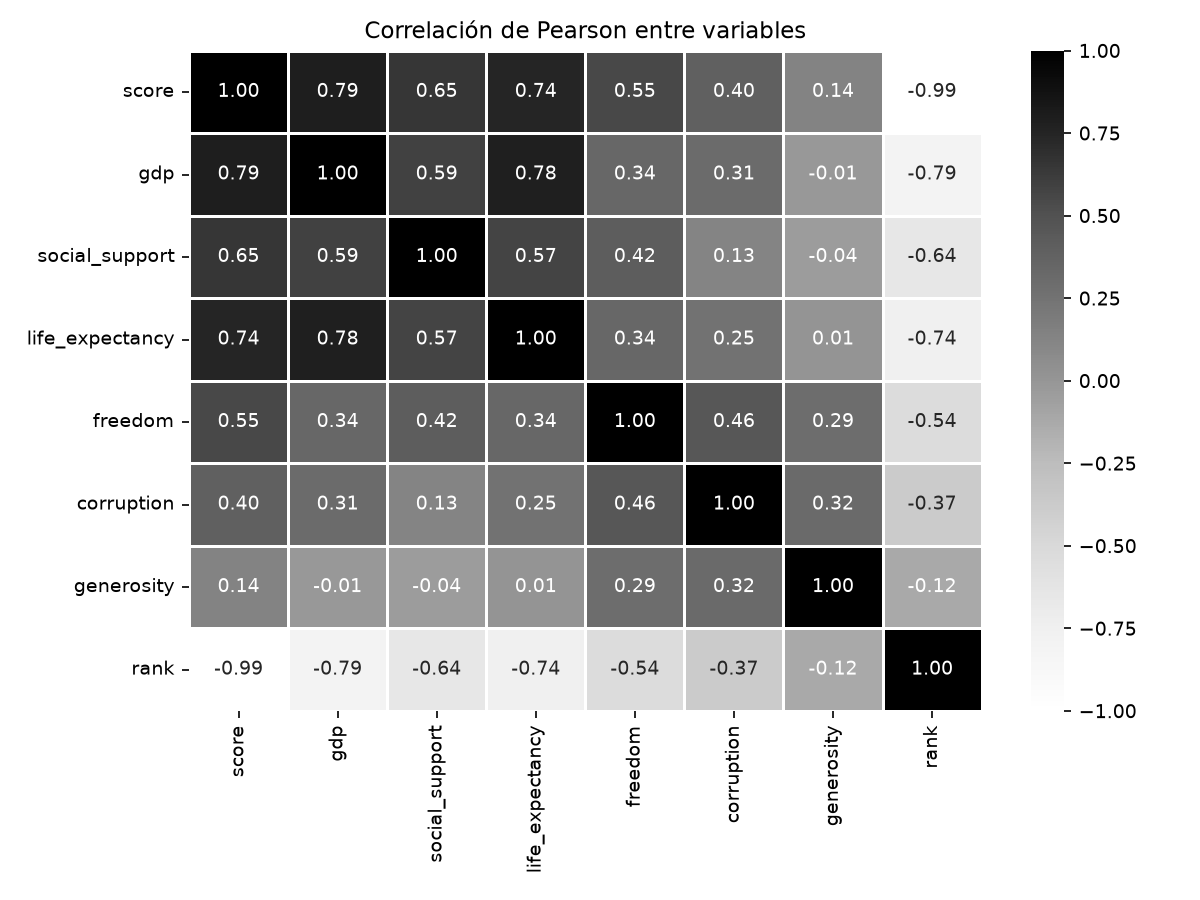 Correlación de Pearson entre variables
score 1.00 0.79 0.65 0.74 0.55 0.40 0.14 -0.99
gdp 0.79 1.00 0.59 0.78 0.34 0.31 -0.01 -0.79
social_support 0.65 0.59 1.00 0.57 0.42 0.13 -0.04 -0.64
life_expectancy 0.74 0.78 0.57 1.00 0.34 0.25 0.01 -0.74
freedom 0.55 0.34 0.42 0.34 1.00 0.46 0.29 -0.54
corruption 0.40 0.31 0.13 0.25 0.46 1.00 0.32 -0.37
generosity 0.14 -0.01 -0.04 0.01 0.29 0.32 1.00 -0.12
rank -0.99 -0.79 -0.64 -0.74 -0.54 -0.37 -0.12 1.00
score gdp social_support life_expectancy freedom corruption generosity rank
1.00
0.75
0.50
0.25
0.00
−0.25
−0.50
−0.75
−1.00